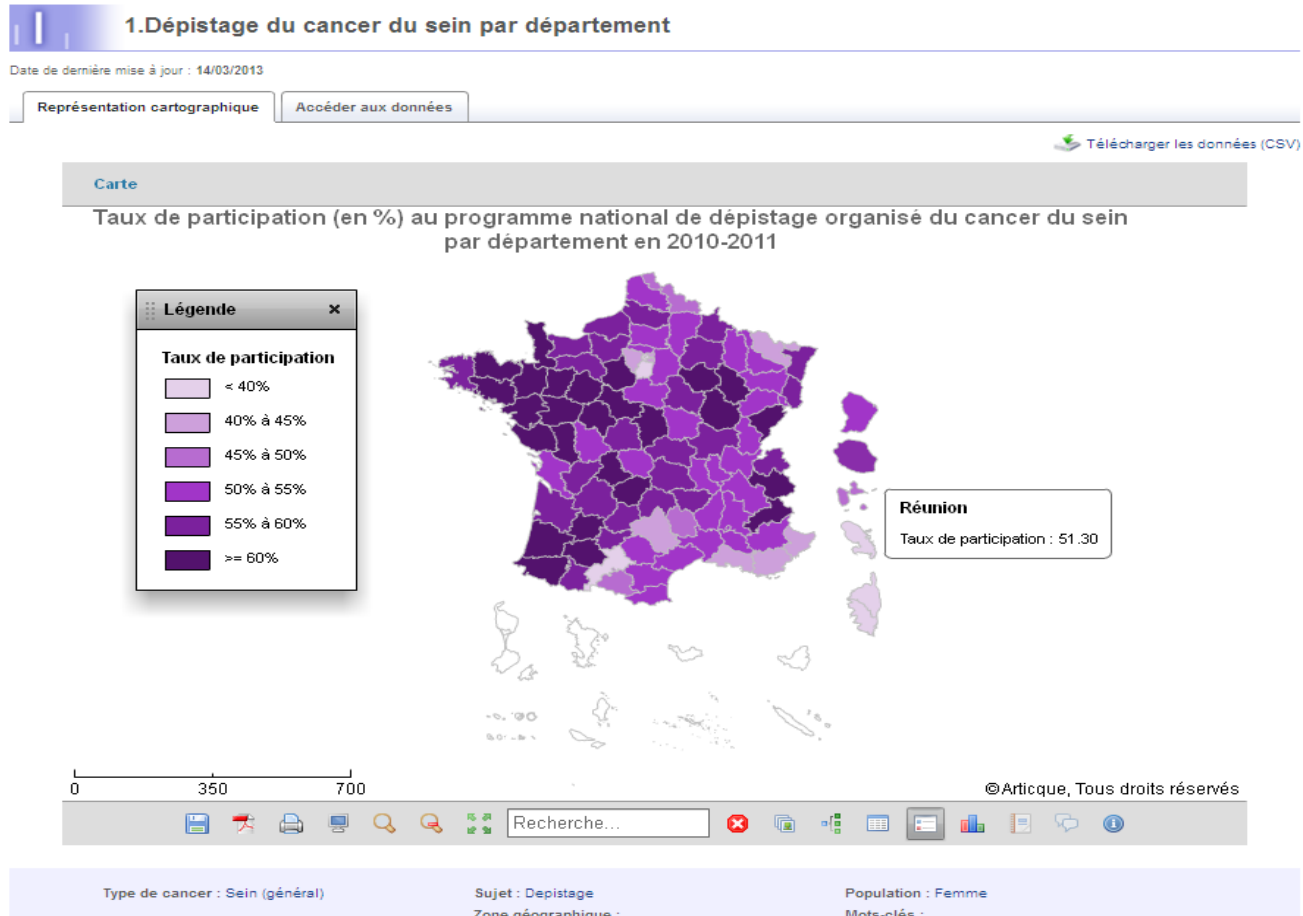 1.Dépistage du cancer du sein par département
Date de dernière mise à jour : 14/03/2013
Représentation cartographique
Accéder aux données
Télécharger les données (CSV)
Carte
Taux de participation (en %) au programme national de dépistage organisé du cancer du sein
par département en 2010-2011
Légende
Taux de participation
< 40%
40% à 45%
45% à 50%
50% à 55%
55% à 60%
>= 60%
Réunion
Taux de participation : 51.30
0 350 700
©Articque, Tous droits réservés
Recherche...
Type de cancer : Sein (général)
Sujet : Depistage
Population : Femme
Zone géographique :
Mots-clés :